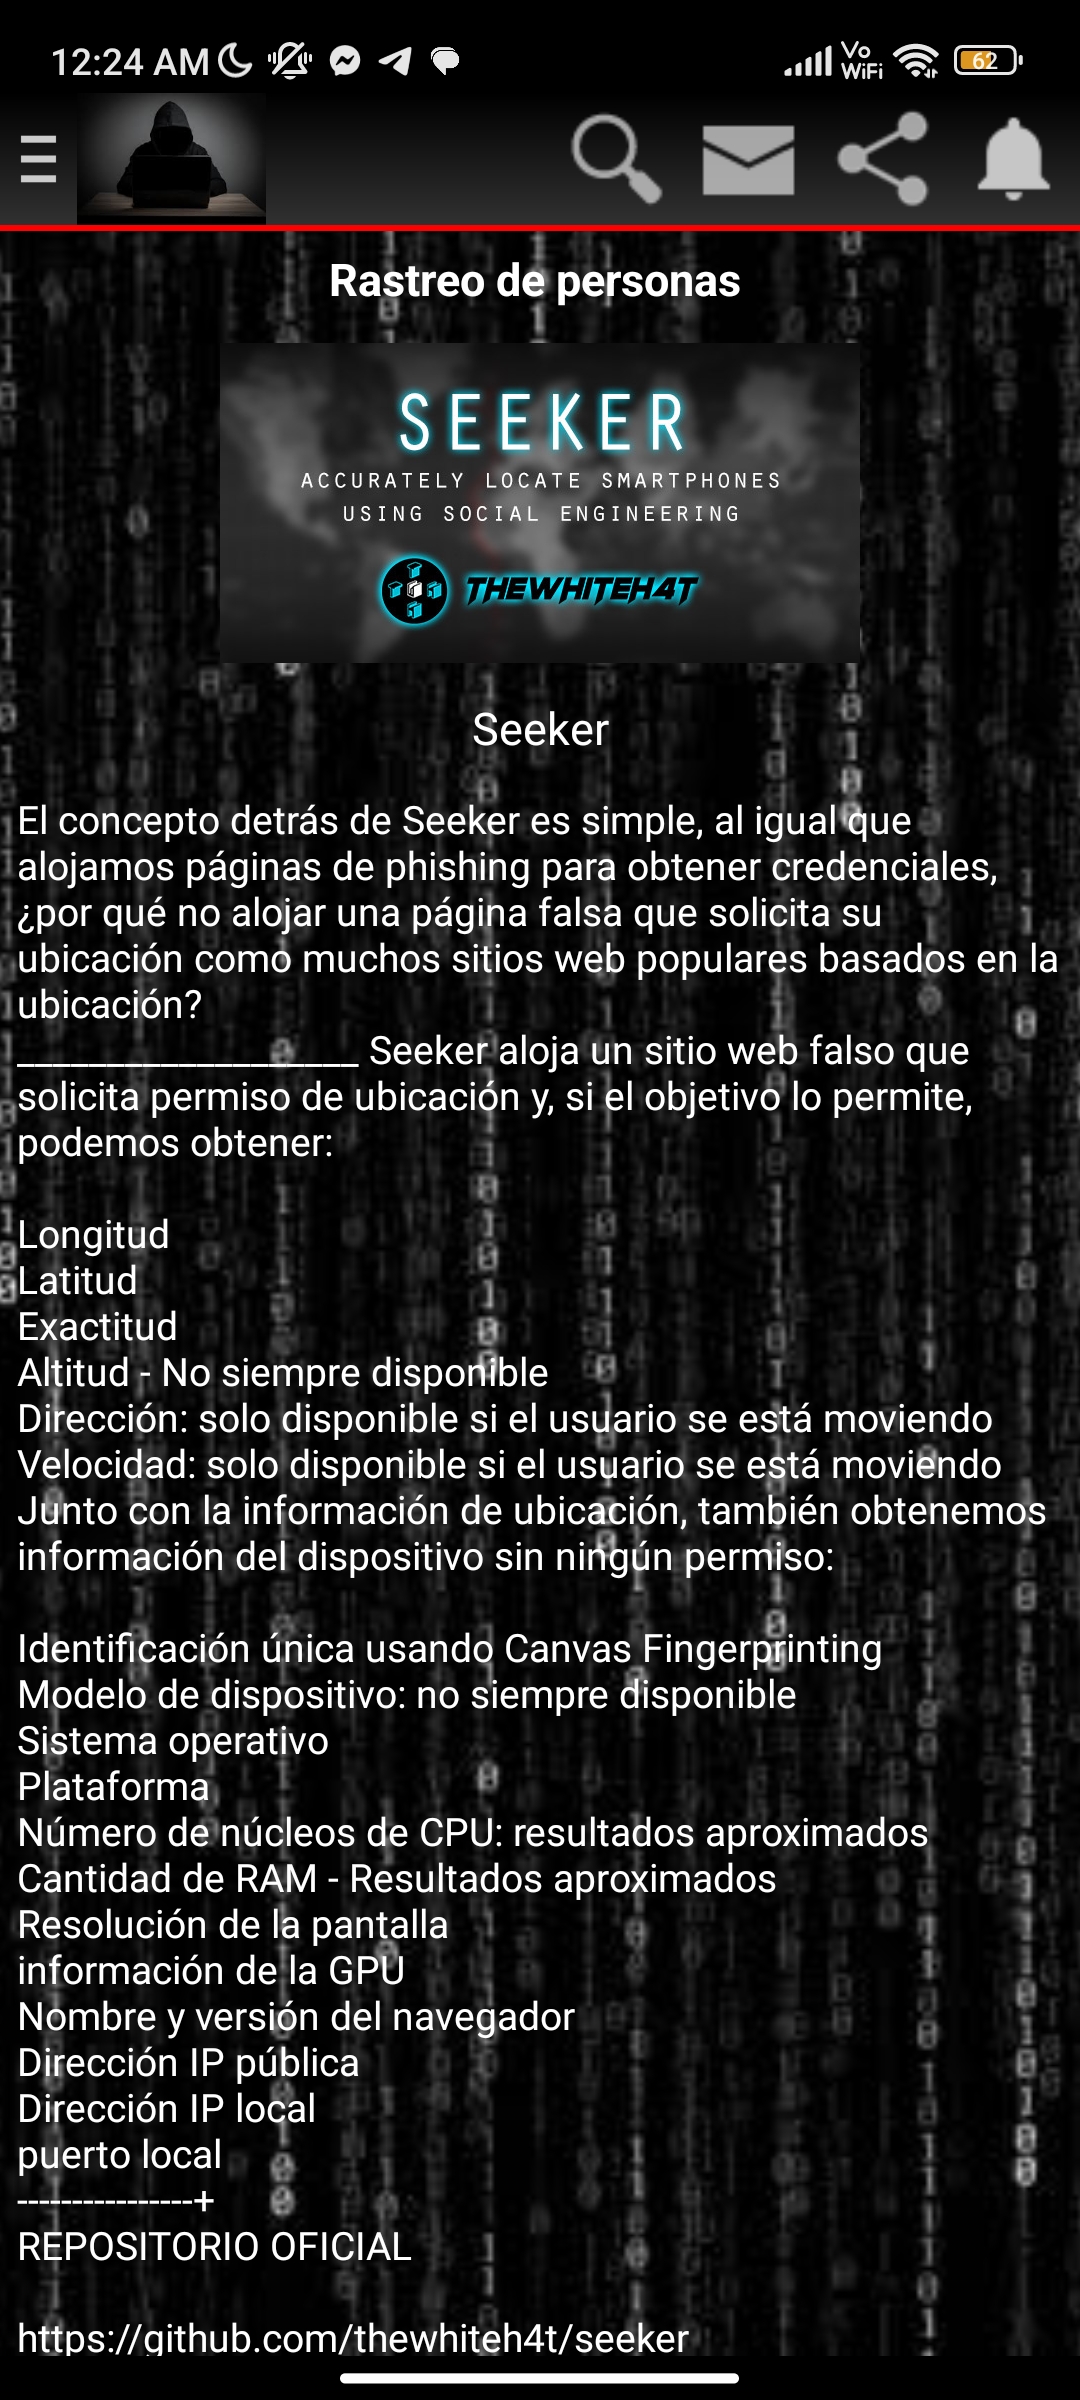 12:24 AM
Vo
WiFi
62
Rastreo de personas
SEEKER
ACCURATELY LOCATE SMARTPHONES
USING SOCIAL ENGINEERING
THEWHITEH4T
Seeker
El concepto detrás de Seeker es simple, al igual que
alojamos páginas de phishing para obtener credenciales,
¿por qué no alojar una página falsa que solicita su
ubicación como muchos sitios web populares basados en la
ubicación?
___________________ Seeker aloja un sitio web falso que
solicita permiso de ubicación y, si el objetivo lo permite,
podemos obtener:
Longitud
Latitud
Exactitud
Altitud - No siempre disponible
Dirección: solo disponible si el usuario se está moviendo
Velocidad: solo disponible si el usuario se está moviendo
Junto con la información de ubicación, también obtenemos
información del dispositivo sin ningún permiso:
Identificación única usando Canvas Fingerprinting
Modelo de dispositivo: no siempre disponible
Sistema operativo
Plataforma
Número de núcleos de CPU: resultados aproximados
Cantidad de RAM - Resultados aproximados
Resolución de la pantalla
información de la GPU
Nombre y versión del navegador
Dirección IP pública
Dirección IP local
puerto local
----------------+
REPOSITORIO OFICIAL
https://github.com/thewhiteh4t/seeker